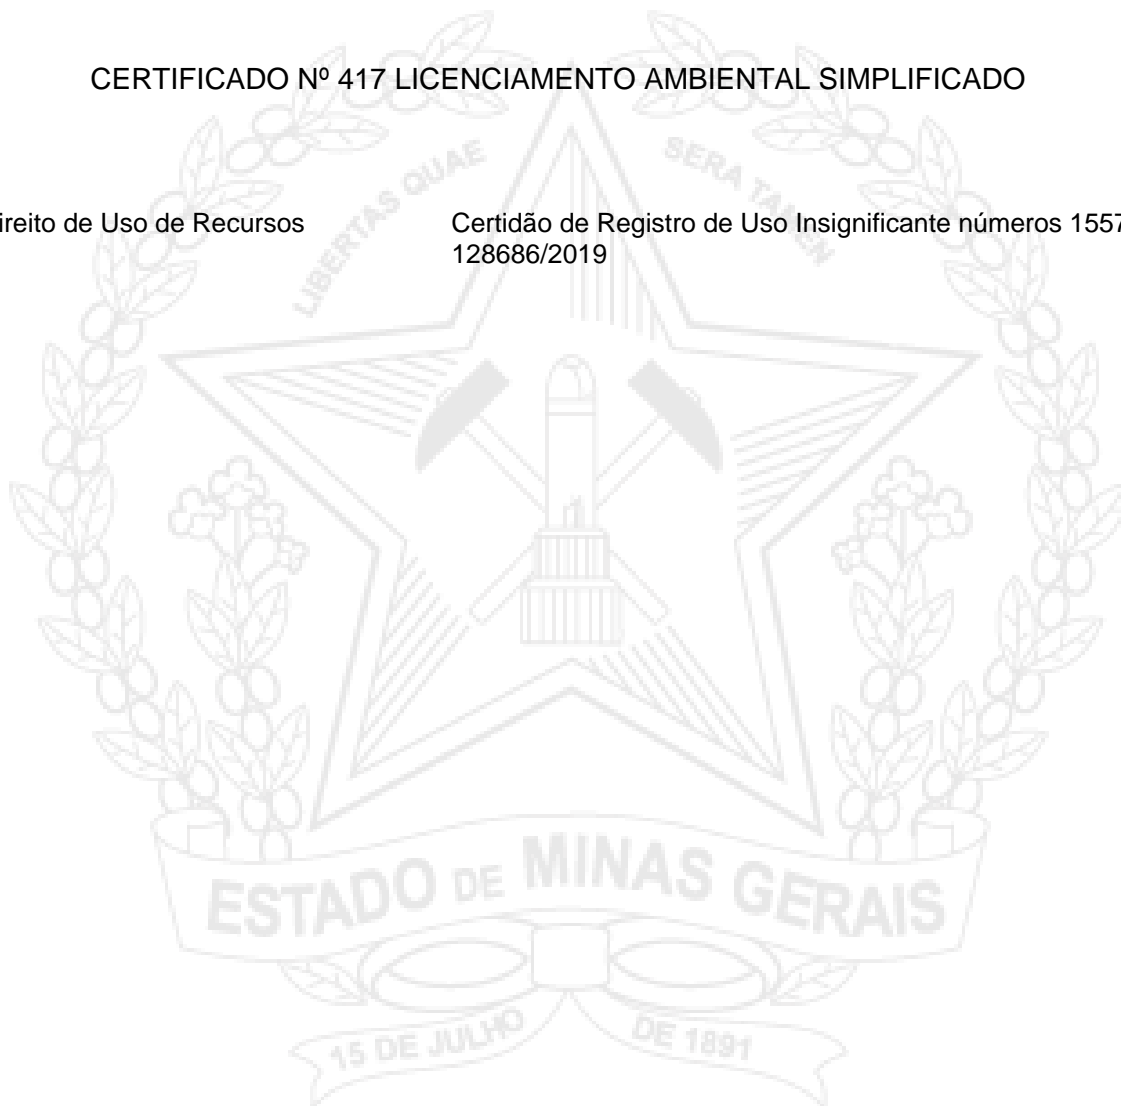 CERTIFICADO Nº 417 LICENCIAMENTO AMBIENTAL SIMPLIFICADO
LIBERTAS QUAE SERA TAMEN
ireito de Uso de Recursos
Certidão de Registro de Uso Insignificante números 1557
128686/2019
ESTADO DE MINAS GERAIS
15 DE JULHO DE 1891